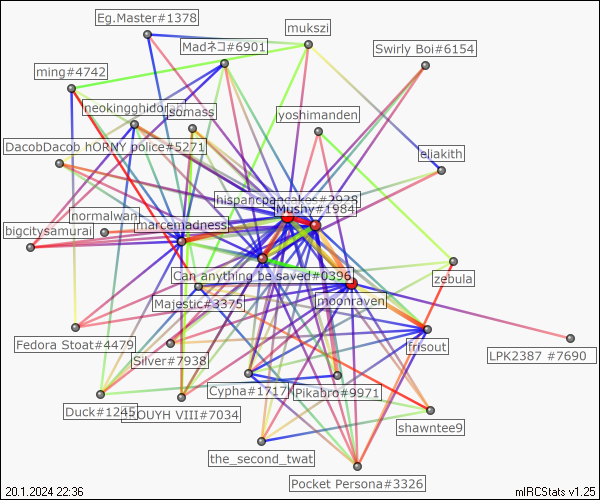 Eg.Master#1378
mukszi
Madネコ#6901
Swirly Boi#6154
ming#4742
neokingghidora
somass
yoshimanden
DacobDacob hORNY police#5271
eliakith
hispancpancakes#2928
Mushy#1984
normalwan
marcemadness
bigcitysamurai
Can anything be saved#0396
zebula
Majestic#3375
moonraven
Fedora Stoat#4479
frisout
Silver#7938
LPK2387 #7690
Cypha#1717
Pikabro#9971
Duck#1245
LOUYH VIII#7034
shawntee9
the_second_twat
Pocket Persona#3326
20.1.2024 22:36
mIRCStats v1.25